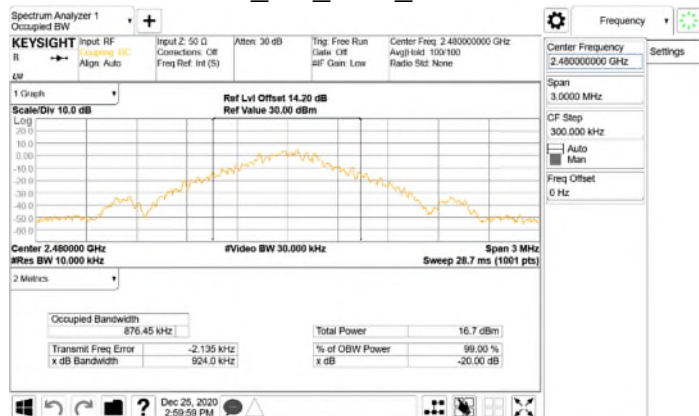 Spectrum Analyzer 1
Occupied BW
+
Frequency
KEYSIGHT
Input: RF
Coupling: DC
Align: Auto
Input Z: 50 Ω
Corrections: Off
Freq Ref: Int (S)
Atten: 30 dB
Trig: Free Run
Gate: Off
#IF Gain: Low
Center Freq: 2.480000000 GHz
Avg|Hold: 100/100
Radio Std: None
Center Frequency
2.480000000 GHz
Settings
Span
3.0000 MHz
CF Step
300.000 kHz
Auto
Man
Freq Offset
0 Hz
1 Graph
Scale/Div 10.0 dB
Ref Lvl Offset 14.20 dB
Ref Value 30.00 dBm
Log
20.0
10.0
0.00
-10.0
-20.0
-30.0
-40.0
-50.0
-60.0
Center 2.480000 GHz
#Res BW 10.000 kHz
#Video BW 30.000 kHz
Span 3 MHz
Sweep 28.7 ms (1001 pts)
2 Metrics
Occupied Bandwidth
876.45 kHz
Total Power 16.7 dBm
Transmit Freq Error -2.135 kHz
% of OBW Power 99.00 %
x dB Bandwidth 924.0 kHz
x dB -20.00 dB
?
Dec 25, 2020
2:59:59 PM